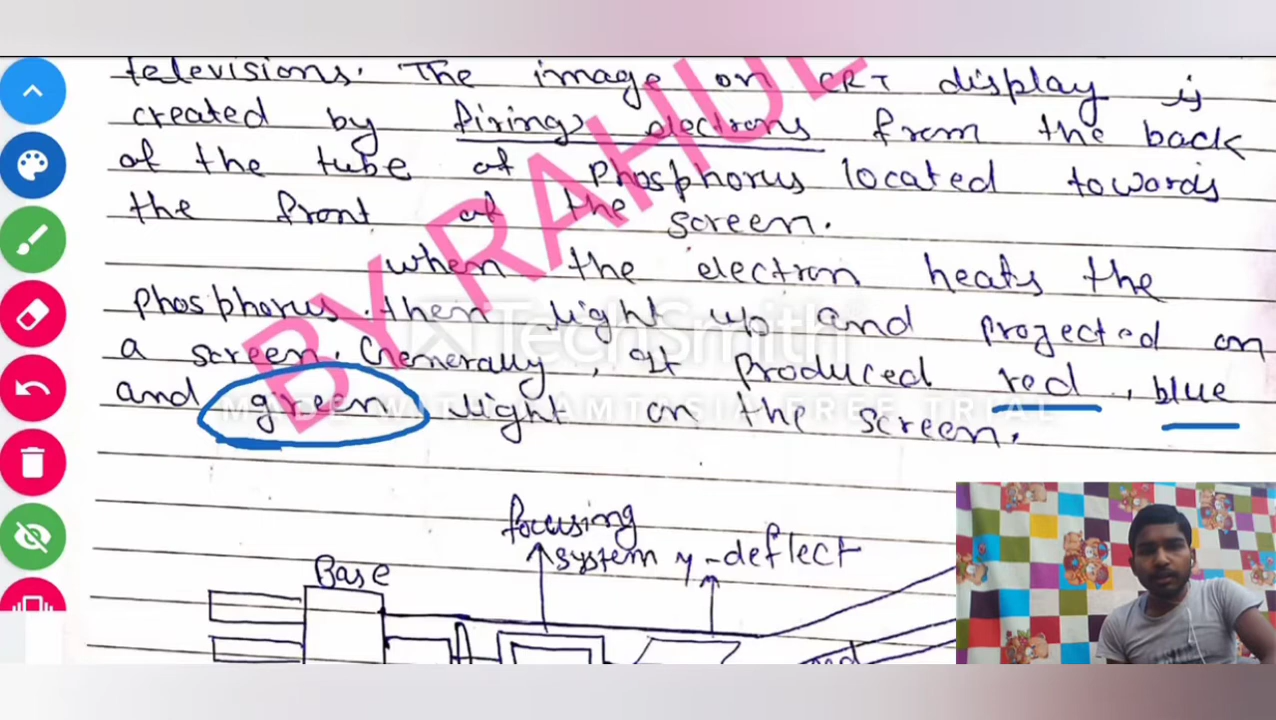 televisions. The image on CRT display is
created by firing electrons from the back
of the tube of phosphorus located towards
the front of the screen.
when the electron heats the
phosphorus then light up and projected on
a screen. Generally, It produced red, blue
and green light on the screen.
focusing
system y-deflect
Base
BY RAHUL
TechSmith
MADE WITH CAMTASIA FREE TRIAL